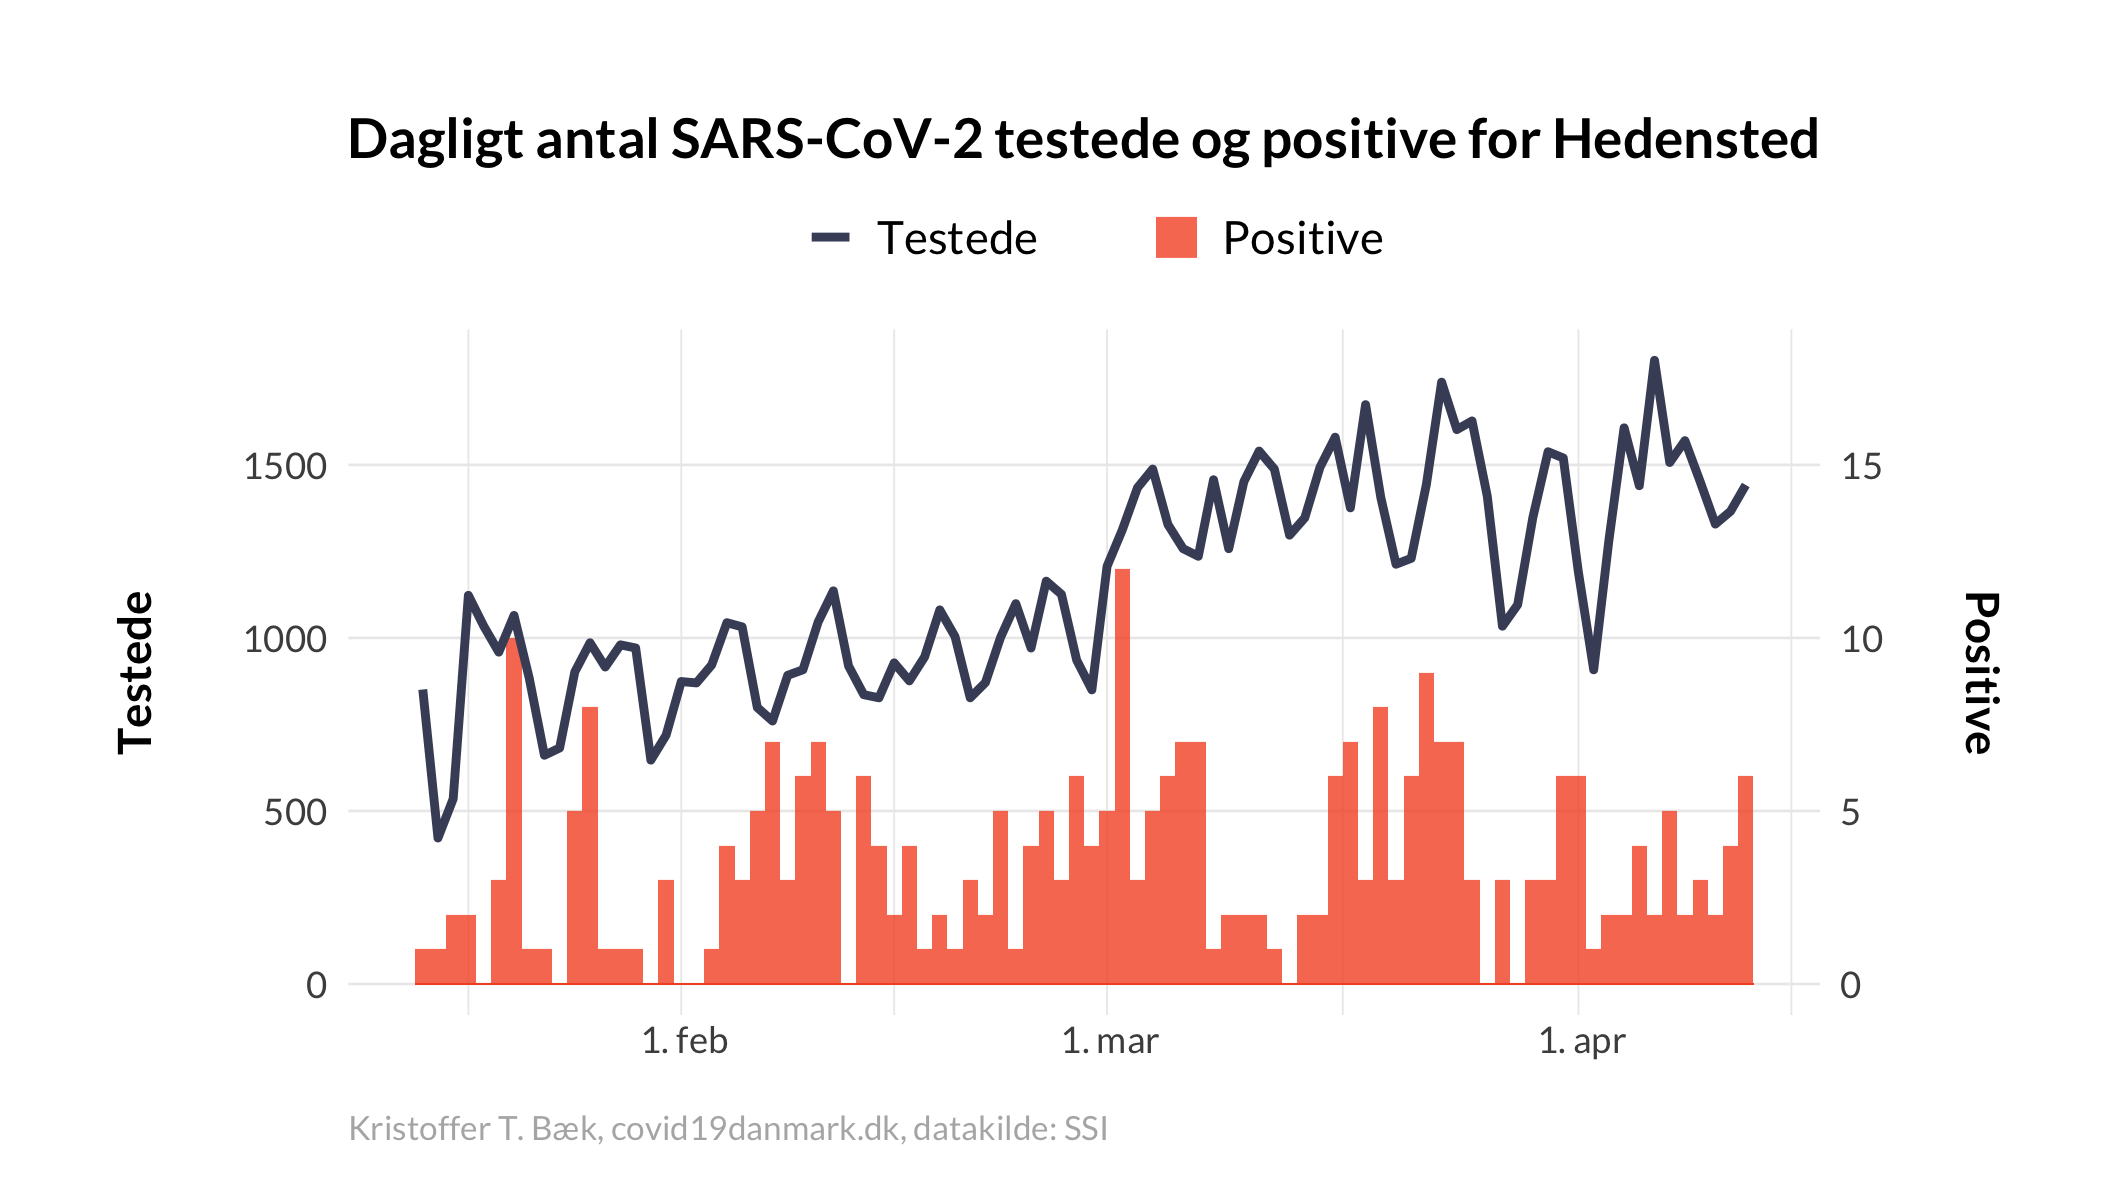 Dagligt antal SARS-CoV-2 testede og positive for Hedensted
Testede
Positive
Testede
1500
1000
500
0
15
10
5
0
Positive
1. feb
1. mar
1. apr
Kristoffer T. Bæk, covid19danmark.dk, datakilde: SSI